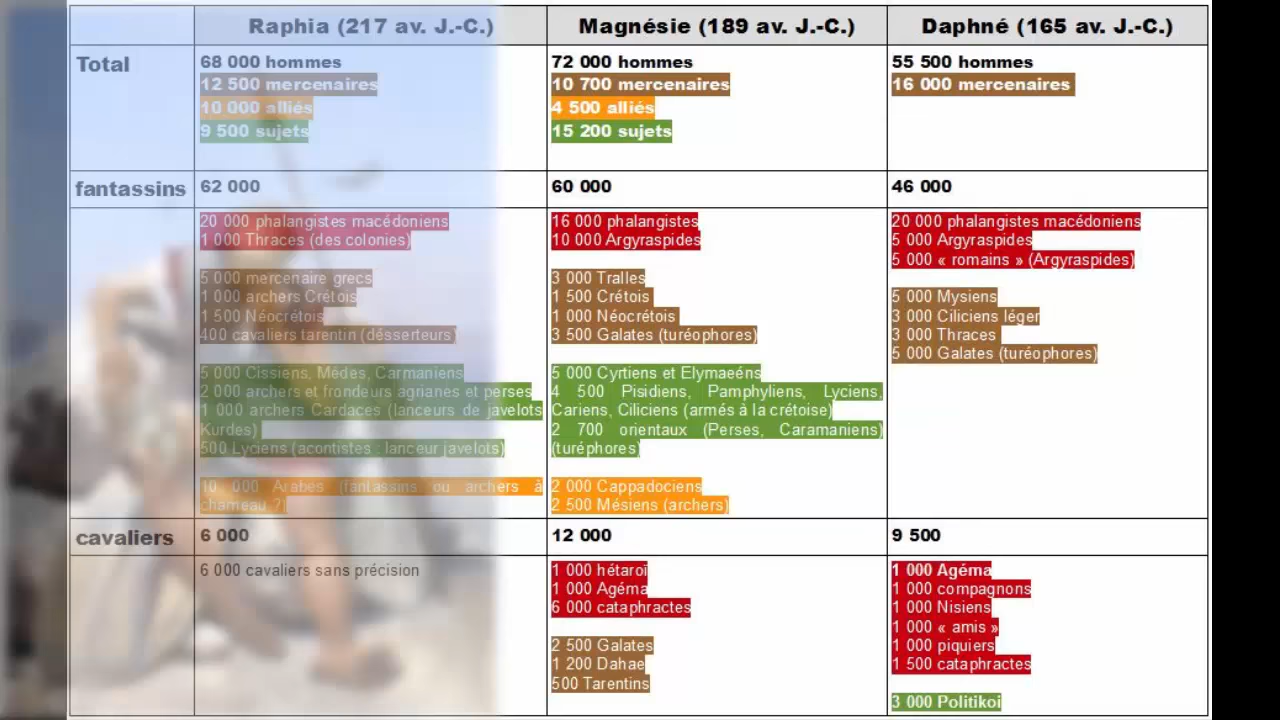 Raphia (217 av. J.-C.)
Magnésie (189 av. J.-C.)
Daphné (165 av. J.-C.)
Total
68 000 hommes
12 500 mercenaires
10 000 alliés
9 500 sujets
72 000 hommes
10 700 mercenaires
4 500 alliés
15 200 sujets
55 500 hommes
16 000 mercenaires
fantassins
62 000
60 000
46 000
20 000 phalangistes macédoniens
1 000 Thraces (des colonies)
5 000 mercenaire grecs
1 000 archers Crétois
1 500 Néocrétois
400 cavaliers tarentin (désserteurs)
5 000 Cissiens, Mèdes, Carmaniens
2 000 archers et frondeurs agrianes et perses
1 000 archers Cardaces (lanceurs de javelots
Kurdes)
500 Lyciens (acontistes : lanceur javelots)
10 000 Arabes (fantassins ou archers à
chameau ?)
16 000 phalangistes
10 000 Argyraspides
3 000 Tralles
1 500 Crétois
1 000 Néocrétois
3 500 Galates (turéophores)
5 000 Cyrtiens et Elymaeéns
4 500 Pisidiens, Pamphyliens, Lyciens,
Cariens, Ciliciens (armés à la crétoise)
2 700 orientaux (Perses, Caramaniens)
(turéphores)
2 000 Cappadociens
2 500 Mésiens (archers)
20 000 phalangistes macédoniens
5 000 Argyraspides
5 000 « romains » (Argyraspides)
5 000 Mysiens
3 000 Ciliciens léger
3 000 Thraces
5 000 Galates (turéophores)
cavaliers
6 000
12 000
9 500
6 000 cavaliers sans précision
1 000 hétaroï
1 000 Agéma
6 000 cataphractes
2 500 Galates
1 200 Dahae
500 Tarentins
1 000 Agéma
1 000 compagnons
1 000 Nisiens
1 000 « amis »
1 000 piquiers
1 500 cataphractes
3 000 Politikoi